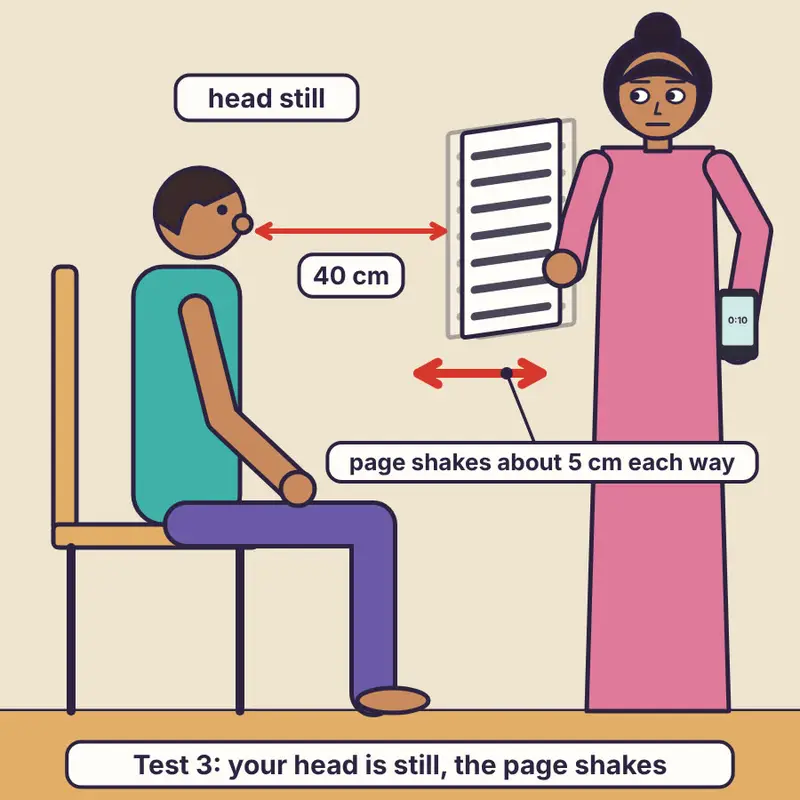 head still
40 cm
0:10
page shakes about 5 cm each way
Test 3: your head is still, the page shakes